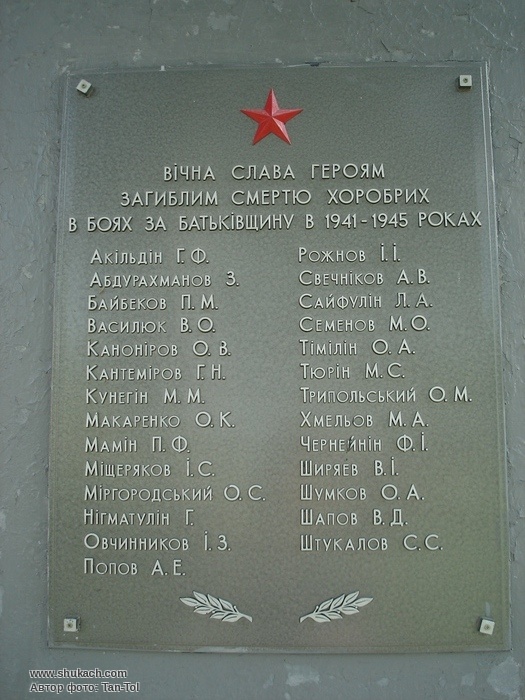 ВІЧНА СЛАВА ГЕРОЯМ
ЗАГИБЛИМ СМЕРТЮ ХОРОБРИХ
В БОЯХ ЗА БАТЬКІВЩИНУ В 1941-1945 РОКАХ
Акільдін Г.Ф.
Абдурахманов З.
Байбеков П.М.
Василюк В.О.
Каноніров О.В.
Кантеміров Г.Н.
Кунегін М.М.
Макаренко О.К.
Мамін П.Ф.
Міщеряков І.С.
Міргородський О.С.
Нігматулін Г.
Овчинников І.З.
Попов А.Е.
Рожнов І.І.
Свечніков А.В.
Сайфулін Л.А.
Семенов М.О.
Тімілін О.А.
Тюрін М.С.
Трипольський О.М.
Хмельов М.А.
Чернейнін Ф.І.
Ширяев В.І.
Шумков О.А.
Шапов В.Д.
Штукалов С.С.
www.shukach.com
Автор фото: Tan-Tol